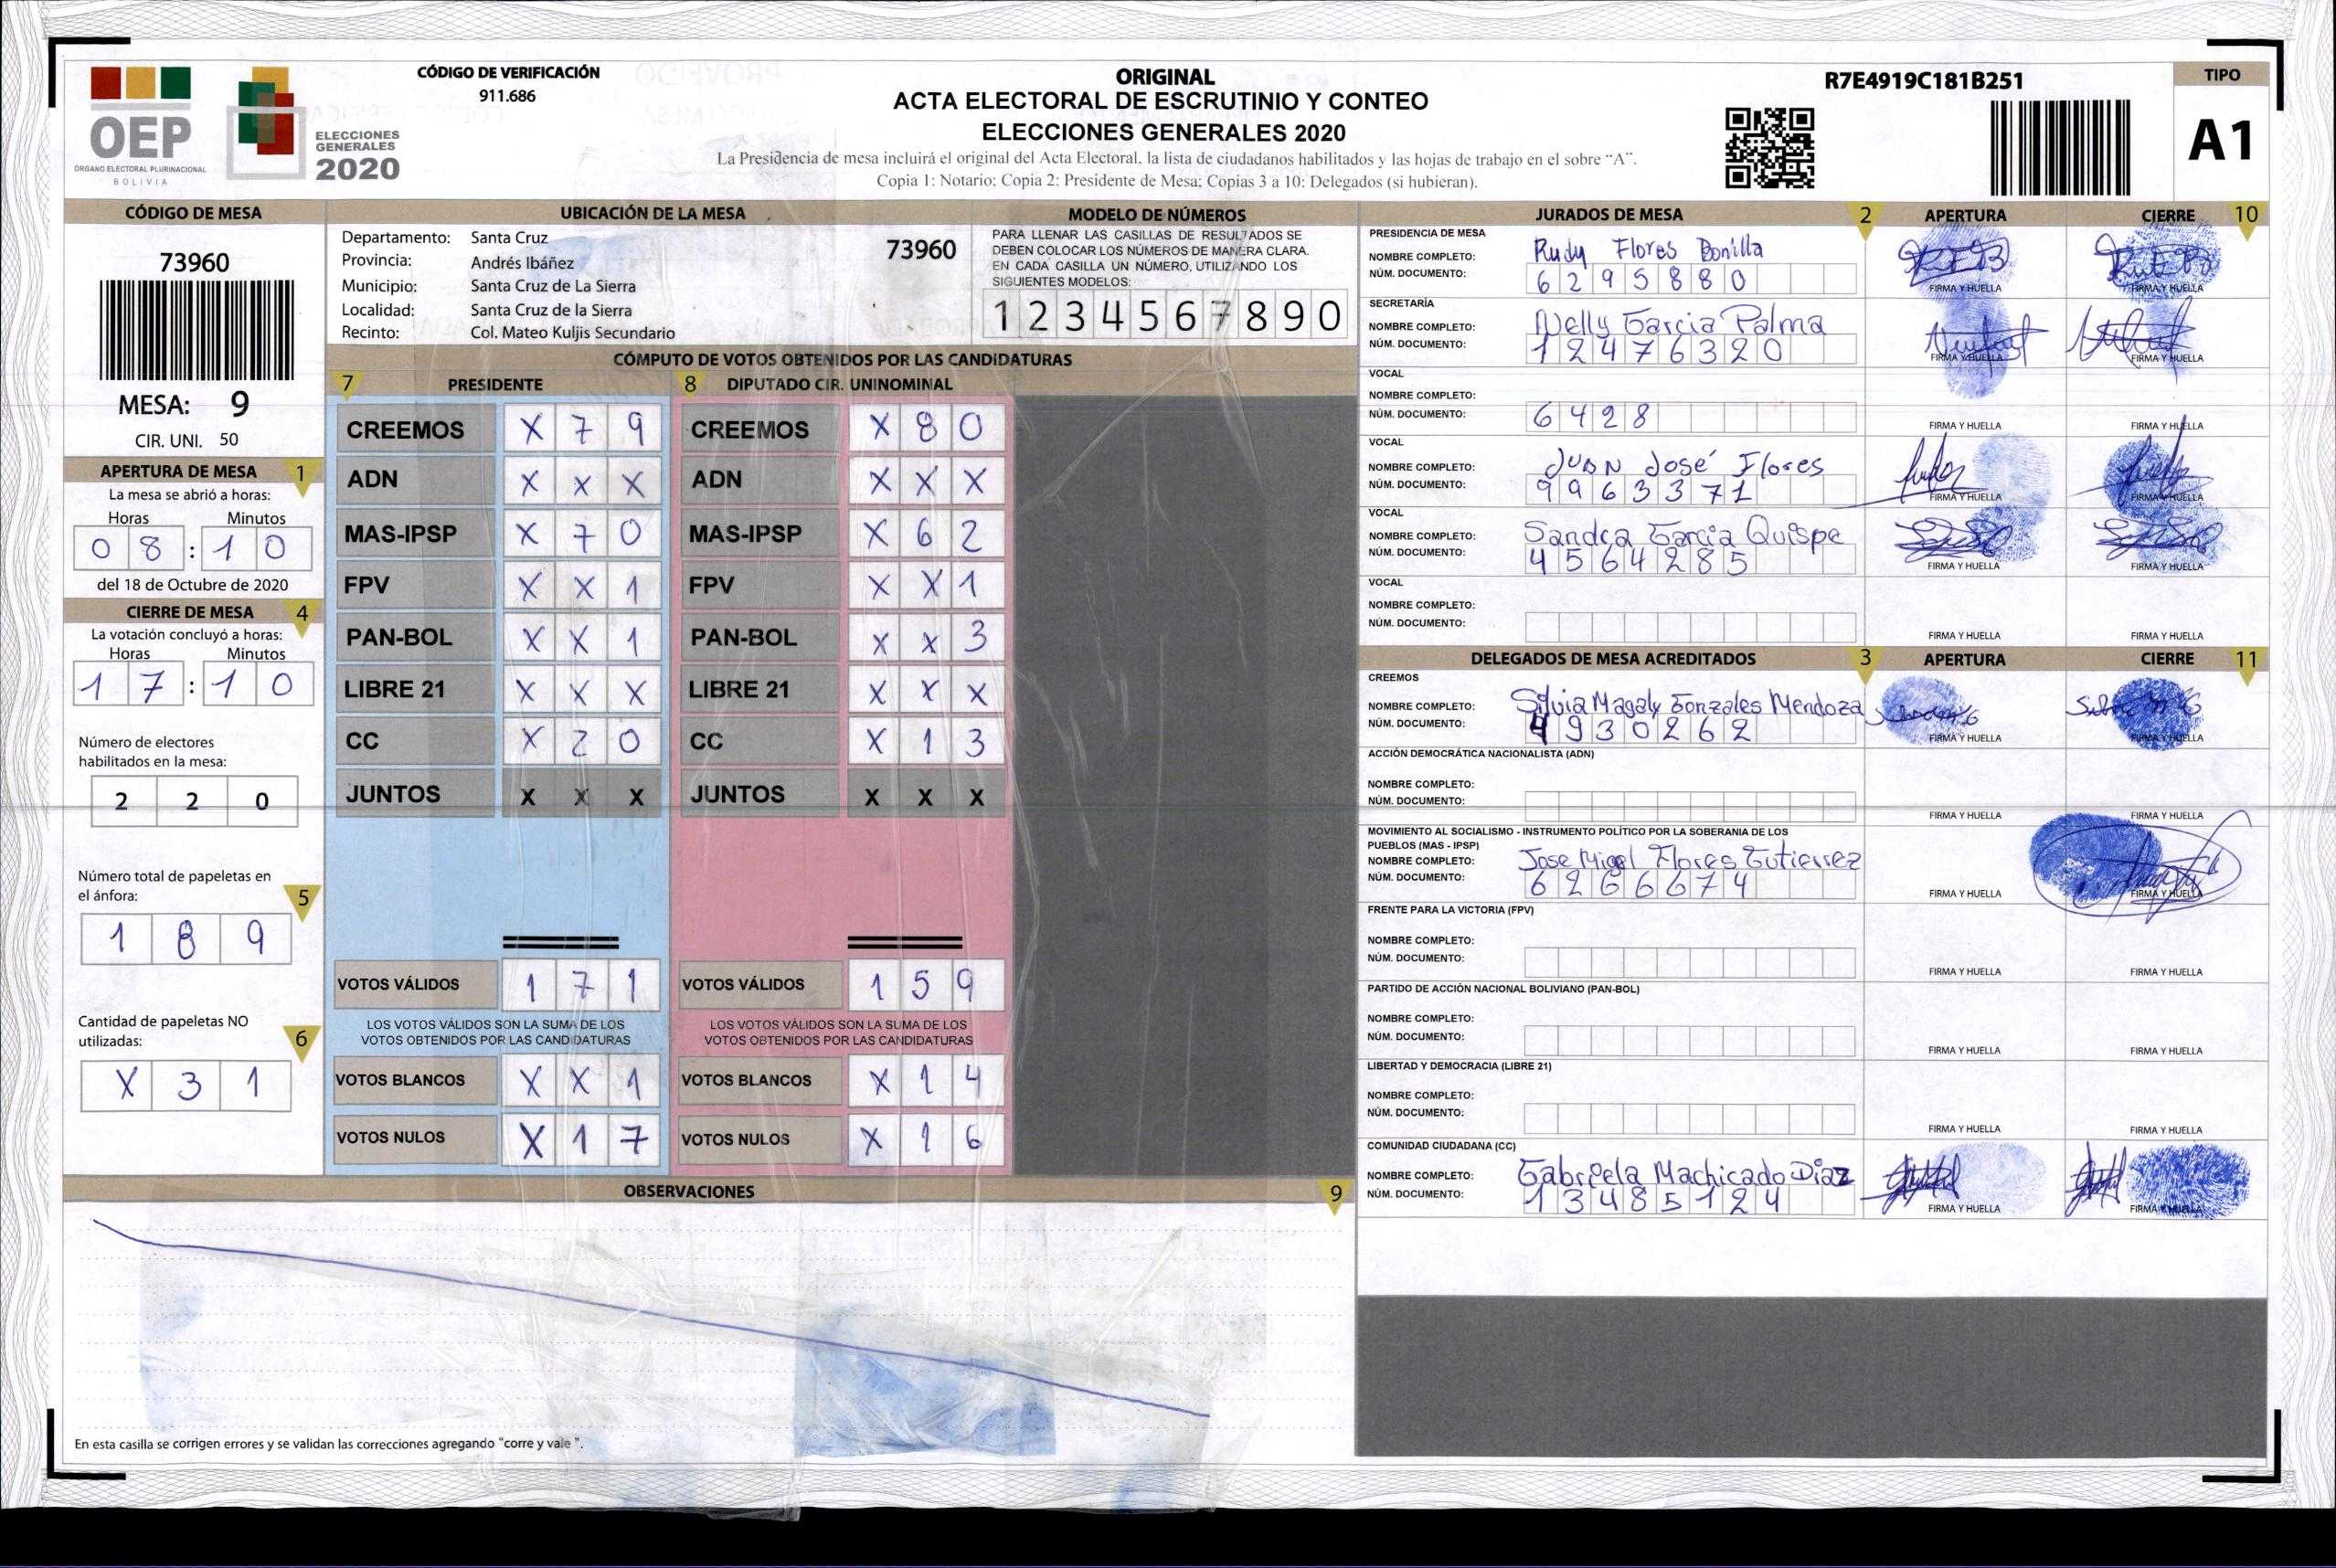 CÓDIGO DE VERIFICACIÓN
911.686
ORIGINAL
ACTA ELECTORAL DE ESCRUTINIO Y CONTEO
ELECCIONES GENERALES 2020
La Presidencia de mesa incluirá el original del Acta Electoral, la lista de ciudadanos habilitados y las hojas de trabajo en el sobre “A”.
Copia 1: Notario; Copia 2: Presidente de Mesa; Copias 3 a 10: Delegados (si hubieran).
R7E4919C181B251
TIPO
A1
OEP
ÓRGANO ELECTORAL PLURINACIONAL
BOLIVIA
ELECCIONES
GENERALES
2020
CÓDIGO DE MESA
73960
MESA: 9
CIR. UNI. 50
APERTURA DE MESA 1
La mesa se abrió a horas:
Horas Minutos
0 8 : 1 0
del 18 de Octubre de 2020
CIERRE DE MESA 4
La votación concluyó a horas:
Horas Minutos
1 7 : 1 0
Número de electores
habilitados en la mesa:
2 2 0
Número total de papeletas en
el ánfora: 5
1 8 9
Cantidad de papeletas NO
utilizadas: 6
X 3 1
UBICACIÓN DE LA MESA
Departamento: Santa Cruz
Provincia: Andrés Ibáñez
Municipio: Santa Cruz de La Sierra
Localidad: Santa Cruz de la Sierra
Recinto: Col. Mateo Kuljis Secundario
73960
MODELO DE NÚMEROS
PARA LLENAR LAS CASILLAS DE RESULTADOS SE
DEBEN COLOCAR LOS NÚMEROS DE MANERA CLARA.
EN CADA CASILLA UN NÚMERO, UTILIZANDO LOS
SIGUIENTES MODELOS:
1 2 3 4 5 6 7 8 9 0
CÓMPUTO DE VOTOS OBTENIDOS POR LAS CANDIDATURAS
7 PRESIDENTE
CREEMOS X 7 9
ADN X X X
MAS-IPSP X 7 0
FPV X X 1
PAN-BOL X X 1
LIBRE 21 X X X
CC X 2 0
JUNTOS X X X
VOTOS VÁLIDOS 1 7 1
LOS VOTOS VÁLIDOS SON LA SUMA DE LOS
VOTOS OBTENIDOS POR LAS CANDIDATURAS
VOTOS BLANCOS X X 1
VOTOS NULOS X 1 7
8 DIPUTADO CIR. UNINOMINAL
CREEMOS X 8 0
ADN X X X
MAS-IPSP X 6 2
FPV X X 1
PAN-BOL X X 3
LIBRE 21 X X X
CC X 1 3
JUNTOS X X X
VOTOS VÁLIDOS 1 5 9
LOS VOTOS VÁLIDOS SON LA SUMA DE LOS
VOTOS OBTENIDOS POR LAS CANDIDATURAS
VOTOS BLANCOS X 1 4
VOTOS NULOS X 1 6
OBSERVACIONES 9
En esta casilla se corrigen errores y se validan las correcciones agregando "corre y vale ".
JURADOS DE MESA 2 APERTURA CIERRE 10
PRESIDENCIA DE MESA
NOMBRE COMPLETO: Rudy Flores Bonilla
NÚM. DOCUMENTO: 6295880
FIRMA Y HUELLA FIRMA Y HUELLA
SECRETARÍA
NOMBRE COMPLETO: Nelly Garcia Palma
NÚM. DOCUMENTO: 12476320
FIRMA Y HUELLA FIRMA Y HUELLA
VOCAL
NOMBRE COMPLETO:
NÚM. DOCUMENTO: 6428
FIRMA Y HUELLA FIRMA Y HUELLA
VOCAL
NOMBRE COMPLETO: JUAN José Flores
NÚM. DOCUMENTO: 9963371
FIRMA Y HUELLA FIRMA Y HUELLA
VOCAL
NOMBRE COMPLETO: Sandra Garcia Quispe
NÚM. DOCUMENTO: 4564285
FIRMA Y HUELLA FIRMA Y HUELLA
VOCAL
NOMBRE COMPLETO:
NÚM. DOCUMENTO:
FIRMA Y HUELLA FIRMA Y HUELLA
DELEGADOS DE MESA ACREDITADOS 3 APERTURA CIERRE 11
CREEMOS
NOMBRE COMPLETO: Silvia Magaly Gonzales Mendoza
NÚM. DOCUMENTO: 4930262
FIRMA Y HUELLA FIRMA Y HUELLA
ACCIÓN DEMOCRÁTICA NACIONALISTA (ADN)
NOMBRE COMPLETO:
NÚM. DOCUMENTO:
FIRMA Y HUELLA FIRMA Y HUELLA
MOVIMIENTO AL SOCIALISMO - INSTRUMENTO POLÍTICO POR LA SOBERANIA DE LOS
PUEBLOS (MAS - IPSP)
NOMBRE COMPLETO: Jose Migel Flores Gutierrez
NÚM. DOCUMENTO: 6266674
FIRMA Y HUELLA FIRMA Y HUELLA
FRENTE PARA LA VICTORIA (FPV)
NOMBRE COMPLETO:
NÚM. DOCUMENTO:
FIRMA Y HUELLA FIRMA Y HUELLA
PARTIDO DE ACCIÓN NACIONAL BOLIVIANO (PAN-BOL)
NOMBRE COMPLETO:
NÚM. DOCUMENTO:
FIRMA Y HUELLA FIRMA Y HUELLA
LIBERTAD Y DEMOCRACIA (LIBRE 21)
NOMBRE COMPLETO:
NÚM. DOCUMENTO:
FIRMA Y HUELLA FIRMA Y HUELLA
COMUNIDAD CIUDADANA (CC)
NOMBRE COMPLETO: Gabriela Machicado Diaz
NÚM. DOCUMENTO: 13485124
FIRMA Y HUELLA FIRMA Y HUELLA